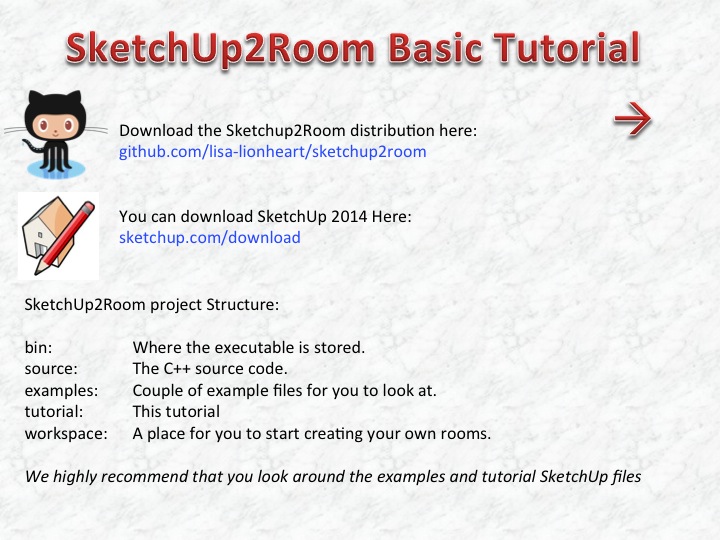 SketchUp2Room Basic Tutorial
Download the Sketchup2Room distribution here:
github.com/lisa-lionheart/sketchup2room
You can download SketchUp 2014 Here:
sketchup.com/download
SketchUp2Room project Structure:
bin: Where the executable is stored.
source: The C++ source code.
examples: Couple of example files for you to look at.
tutorial: This tutorial
workspace: A place for you to start creating your own rooms.
We highly recommend that you look around the examples and tutorial SketchUp files